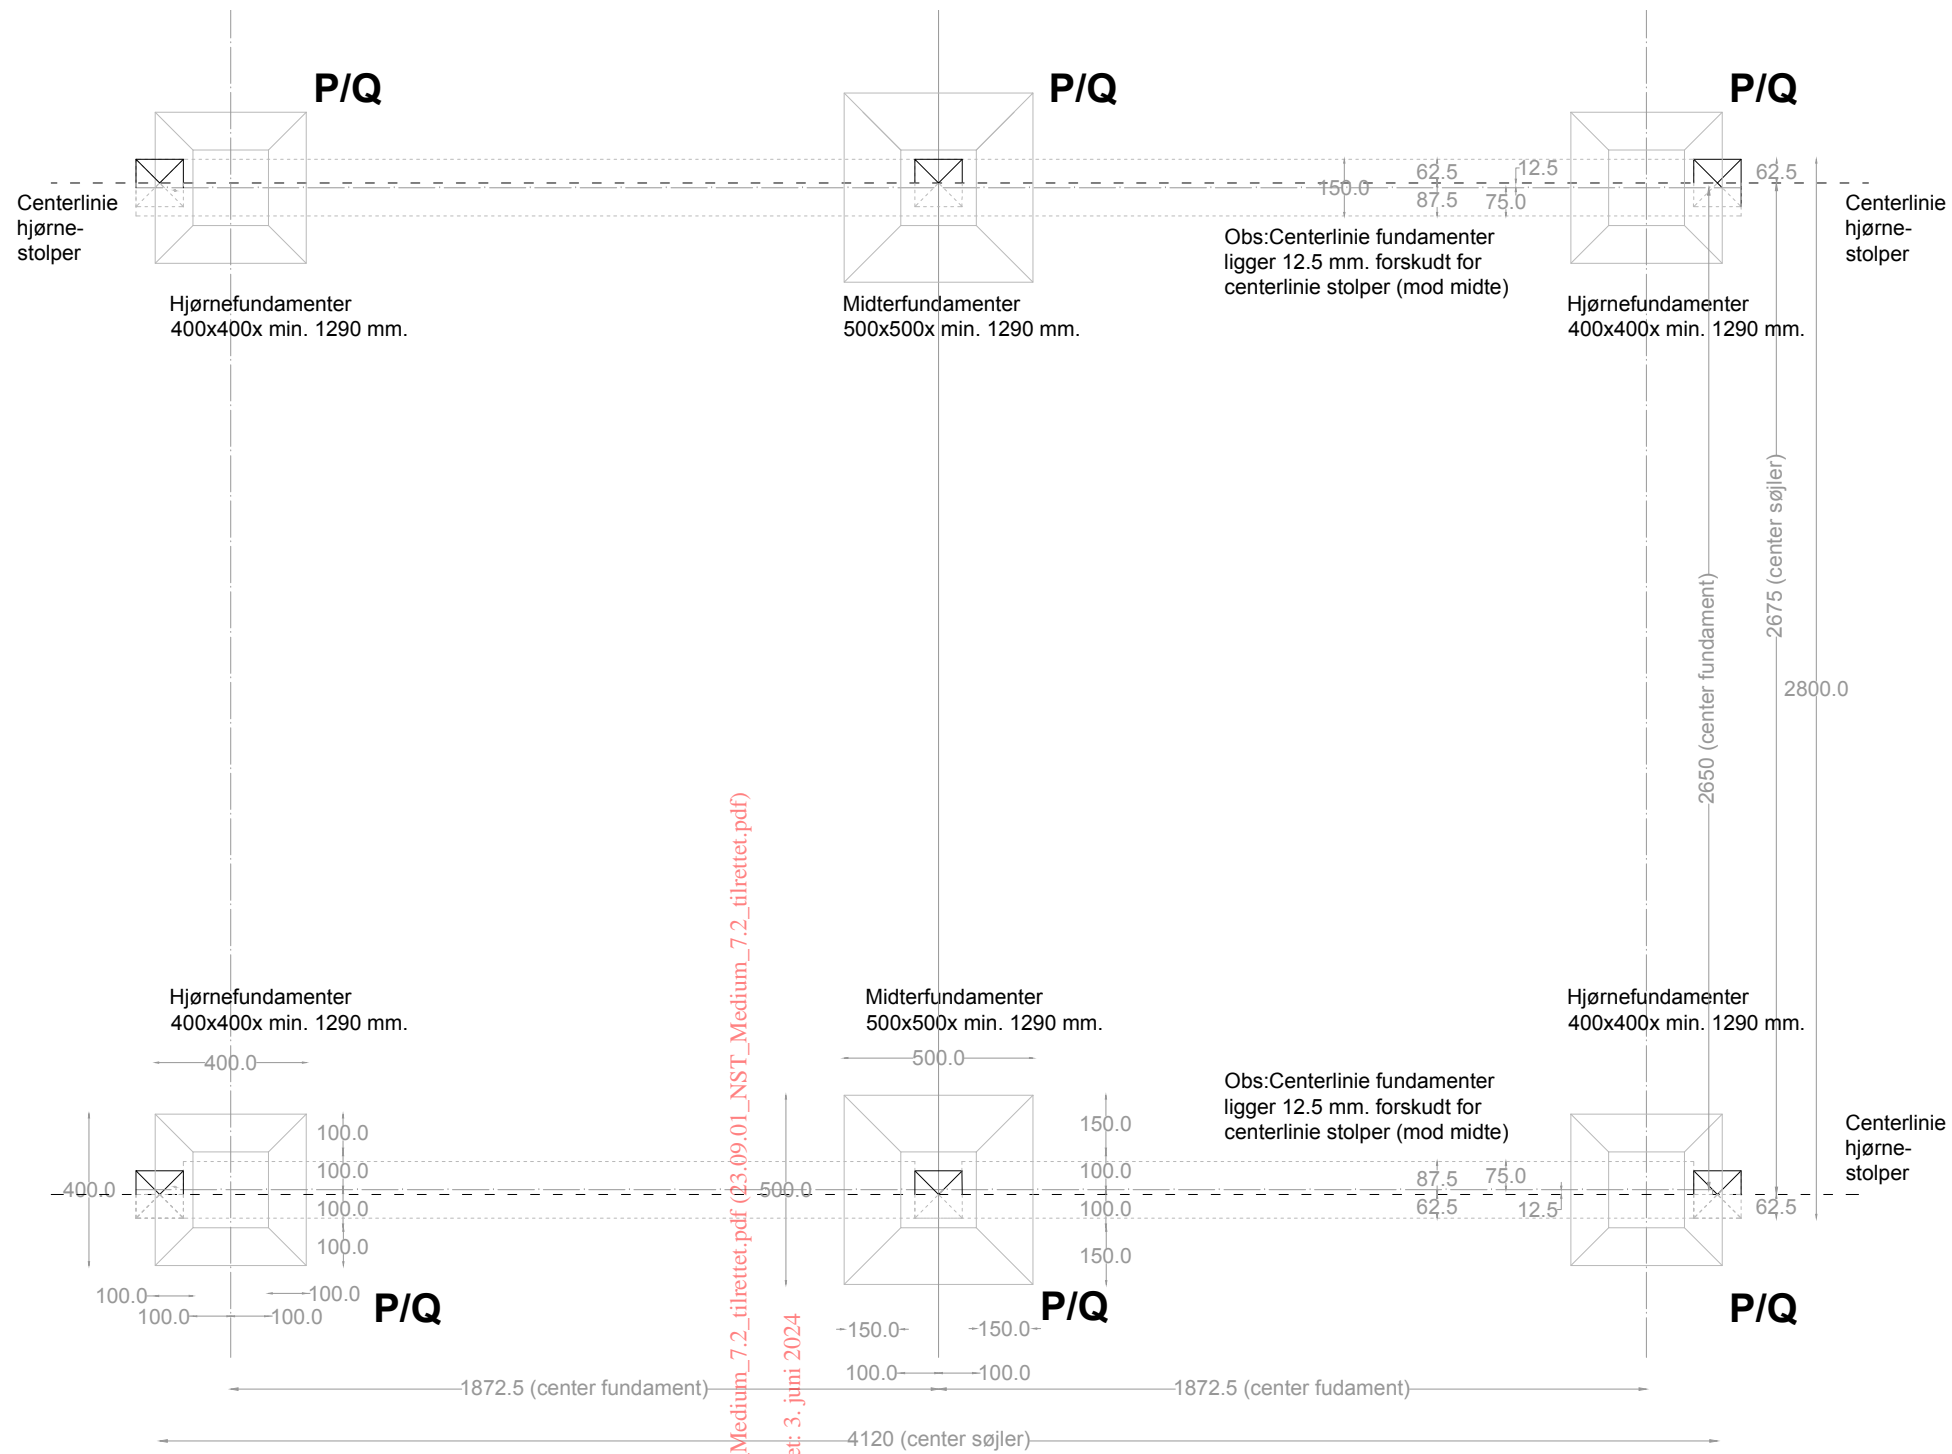 P/Q
P/Q
P/Q
62.5
12.5
62.5
150.0
87.5
75.0
Centerlinie
hjørne-
stolper
Centerlinie
hjørne-
stolper
Obs:Centerlinie fundamenter
ligger 12.5 mm. forskudt for
centerlinie stolper (mod midte)
Hjørnefundamenter
400x400x min. 1290 mm.
Midterfundamenter
500x500x min. 1290 mm.
Hjørnefundamenter
400x400x min. 1290 mm.
2675 (center søjler)
2650 (center fundament)
2800.0
Medium_7.2_tilrettet.pdf (23.09.01_NST_Medium_7.2_tilrettet.pdf)
et: 3. juni 2024
Hjørnefundamenter
400x400x min. 1290 mm.
Midterfundamenter
500x500x min. 1290 mm.
Hjørnefundamenter
400x400x min. 1290 mm.
400.0
500.0
Obs:Centerlinie fundamenter
ligger 12.5 mm. forskudt for
centerlinie stolper (mod midte)
Centerlinie
hjørne-
stolper
100.0
100.0
100.0
100.0
400.0
500.0
150.0
100.0
100.0
150.0
87.5
75.0
62.5
12.5
62.5
100.0
100.0
100.0
100.0
P/Q
P/Q
P/Q
150.0
150.0
100.0
100.0
1872.5 (center fundament)
1872.5 (center fudament)
4120 (center søjler)